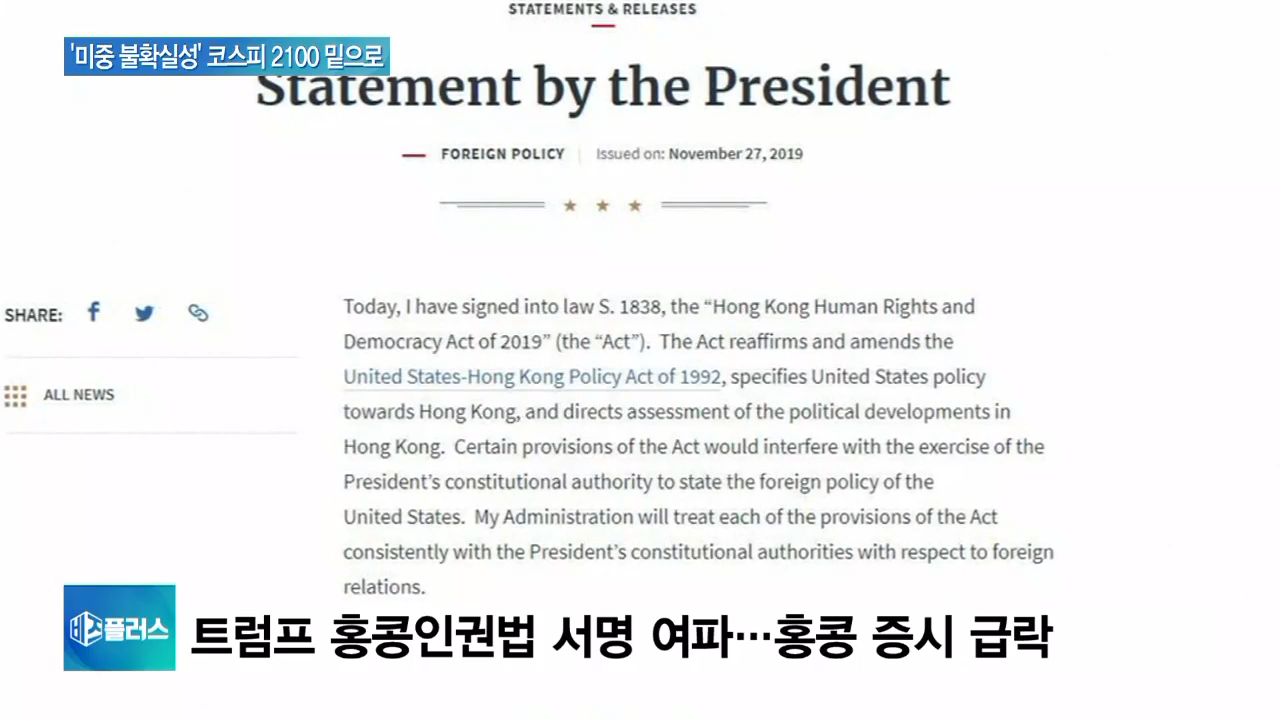 STATEMENTS & RELEASES
'미중 불확실성' 코스피 2100 밑으로
Statement by the President
FOREIGN POLICY Issued on: November 27, 2019
SHARE:
ALL NEWS
Today, I have signed into law S. 1838, the “Hong Kong Human Rights and
Democracy Act of 2019” (the “Act”). The Act reaffirms and amends the
United States-Hong Kong Policy Act of 1992, specifies United States policy
towards Hong Kong, and directs assessment of the political developments in
Hong Kong. Certain provisions of the Act would interfere with the exercise of the
President’s constitutional authority to state the foreign policy of the
United States. My Administration will treat each of the provisions of the Act
consistently with the President’s constitutional authorities with respect to foreign
relations.
비즈플러스
트럼프 홍콩인권법 서명 여파…홍콩 증시 급락